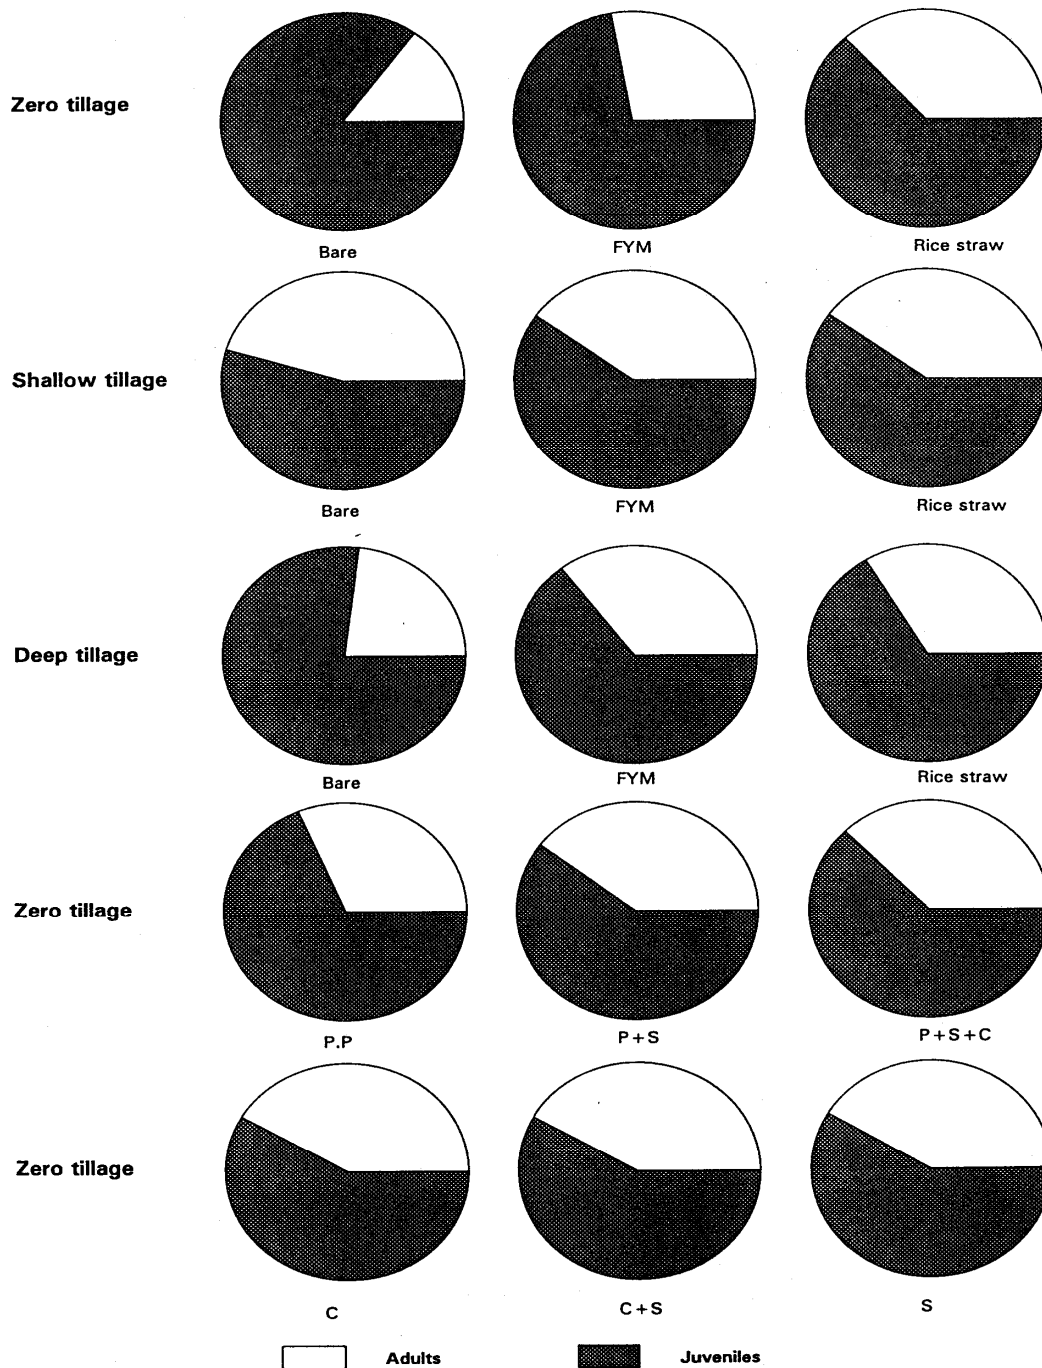 Zero tillage
Bare
FYM
Rice straw
Shallow tillage
Bare
FYM
Rice straw
Deep tillage
Bare
FYM
Rice straw
Zero tillage
P.P
P+S
P+S+C
Zero tillage
C
C+S
S
Adults
Juveniles